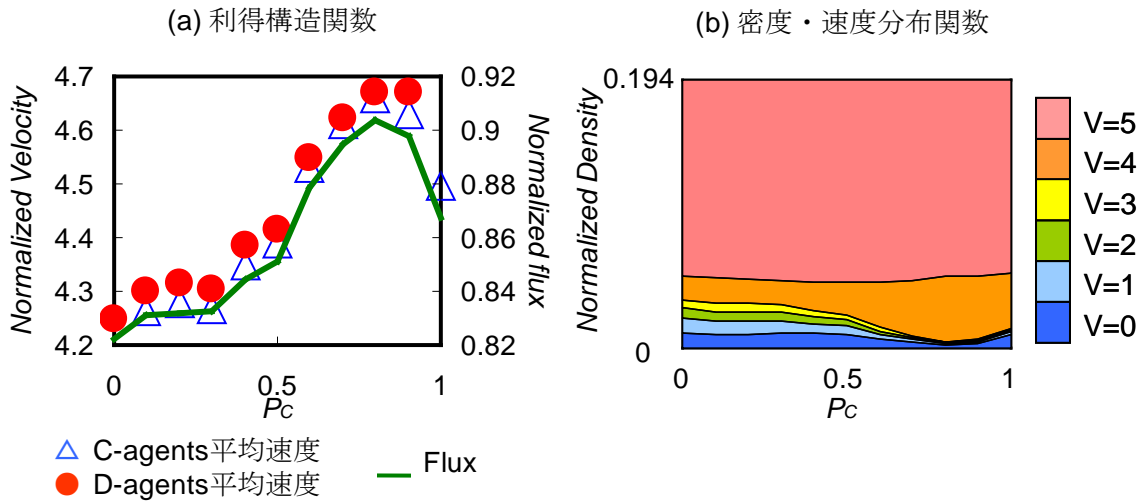 (a) 利得構造関数
4.7
4.6
4.5
4.4
4.3
4.2
Normalized Velocity
0.92
0.9
0.88
0.86
0.84
0.82
Normalized flux
0
0.5
1
PC
C-agents平均速度
D-agents平均速度
Flux
(b) 密度・速度分布関数
0.194
0
Normalized Density
0
0.5
1
PC
V=5
V=4
V=3
V=2
V=1
V=0